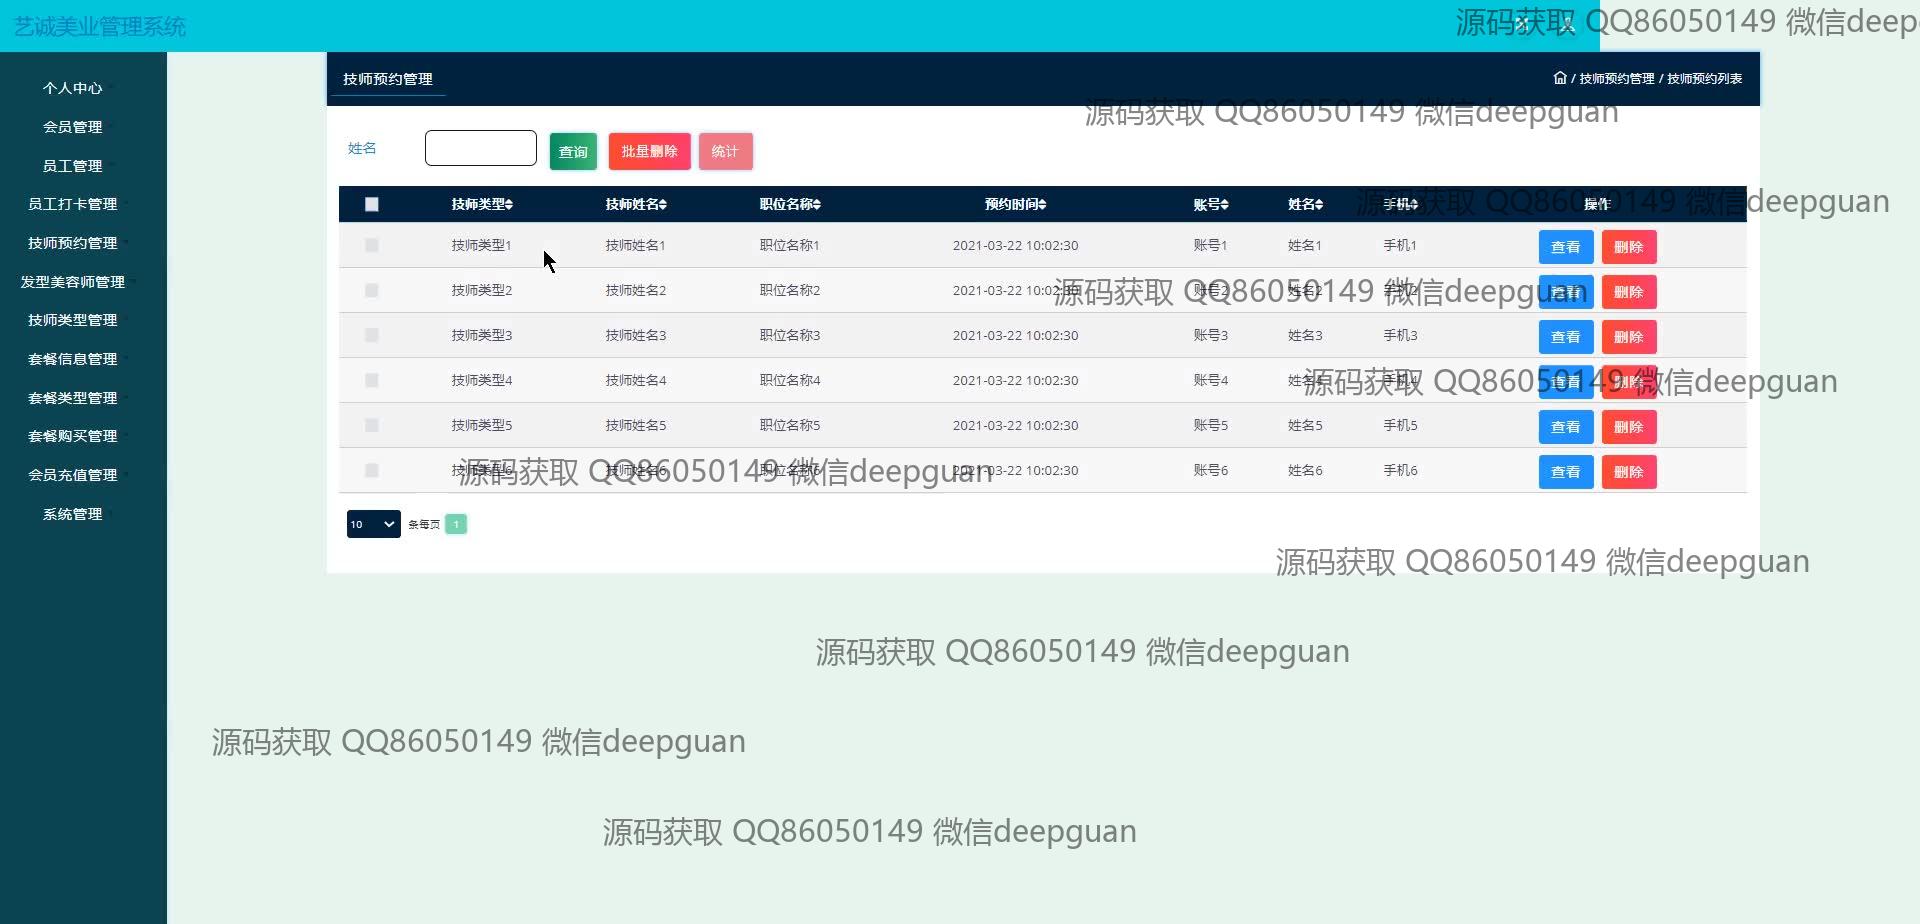 艺诚美业管理系统
源码获取 QQ86050149 微信deep
个人中心
会员管理
员工管理
员工打卡管理
技师预约管理
发型美容师管理
技师类型管理
套餐信息管理
套餐类型管理
套餐购买管理
会员充值管理
系统管理
技师预约管理
/ 技师预约管理 / 技师预约列表
源码获取 QQ86050149 微信deepguan
姓名 查询 批量删除 统计
技师类型 技师姓名 职位名称 预约时间 账号 姓名 手机 操作
源码获取 QQ86050149 微信deepguan
技师类型1 技师姓名1 职位名称1 2021-03-22 10:02:30 账号1 姓名1 手机1 查看 删除
技师类型2 技师姓名2 职位名称2 2021-03-22 10:02:30 账号2 姓名2 手机2 查看 删除
源码获取 QQ86050149 微信deepguan
技师类型3 技师姓名3 职位名称3 2021-03-22 10:02:30 账号3 姓名3 手机3 查看 删除
技师类型4 技师姓名4 职位名称4 2021-03-22 10:02:30 账号4 姓名4 手机4 查看 删除
源码获取 QQ86050149 微信deepguan
技师类型5 技师姓名5 职位名称5 2021-03-22 10:02:30 账号5 姓名5 手机5 查看 删除
技师类型6 技师姓名6 职位名称6 2021-03-22 10:02:30 账号6 姓名6 手机6 查看 删除
源码获取 QQ86050149 微信deepguan
10 条每页 1
源码获取 QQ86050149 微信deepguan
源码获取 QQ86050149 微信deepguan
源码获取 QQ86050149 微信deepguan
源码获取 QQ86050149 微信deepguan